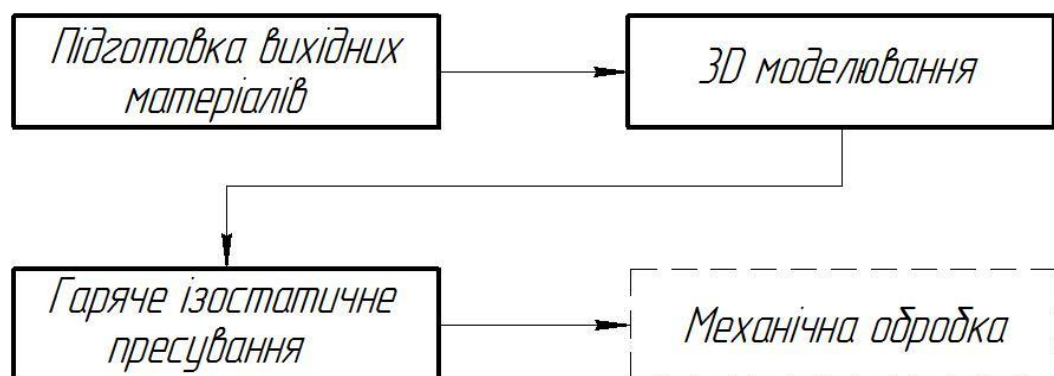 Підготовка вихідних
матеріалів
3D моделювання
Гаряче ізостатичне
пресування
Механічна обробка